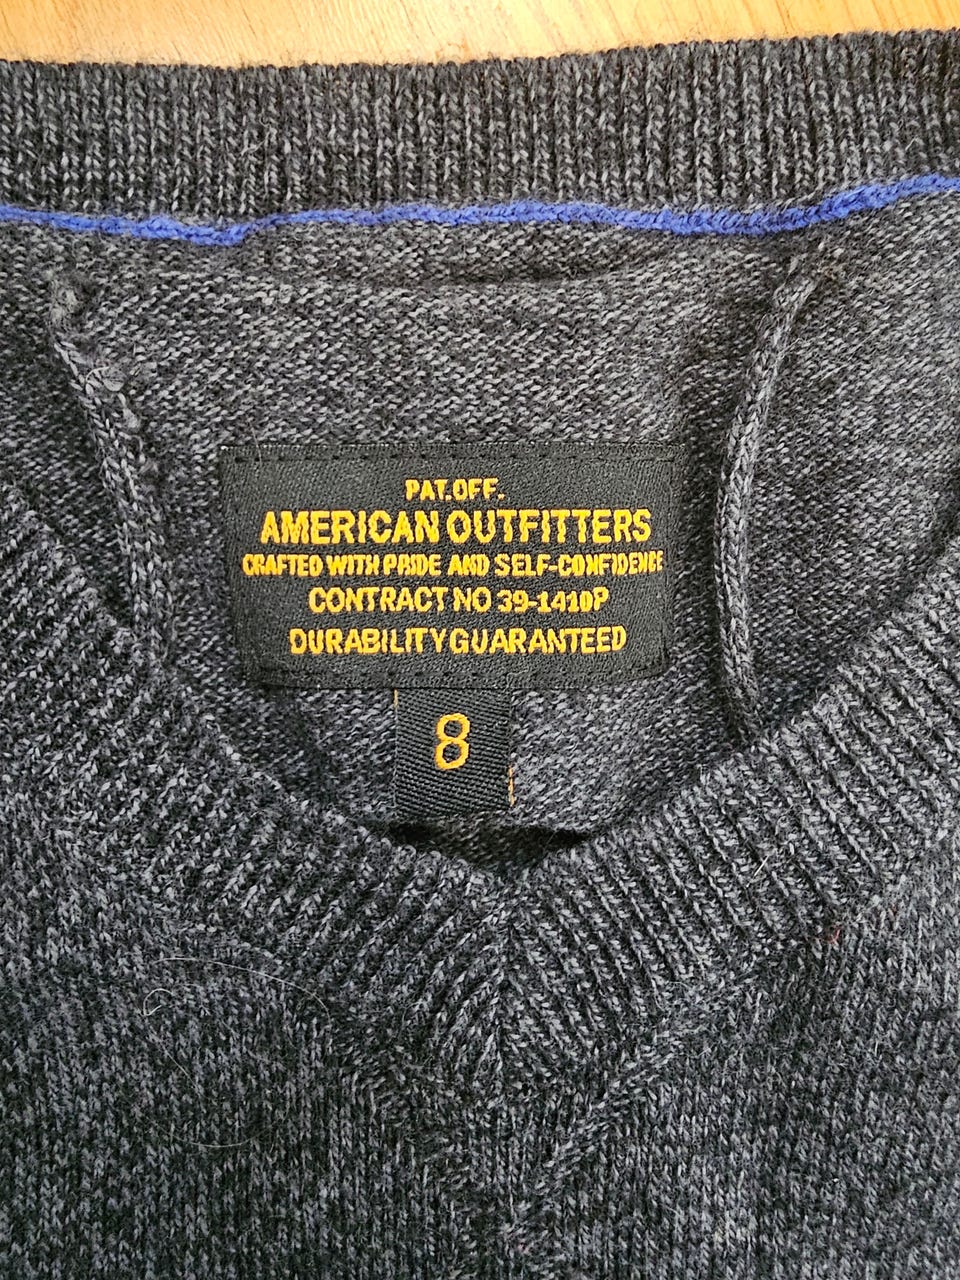 PAT.OFF.
AMERICAN OUTFITTERS
CRAFTED WITH PRIDE AND SELF-CONFIDENCE
CONTRACT NO 39-1410P
DURABILITY GUARANTEED
8